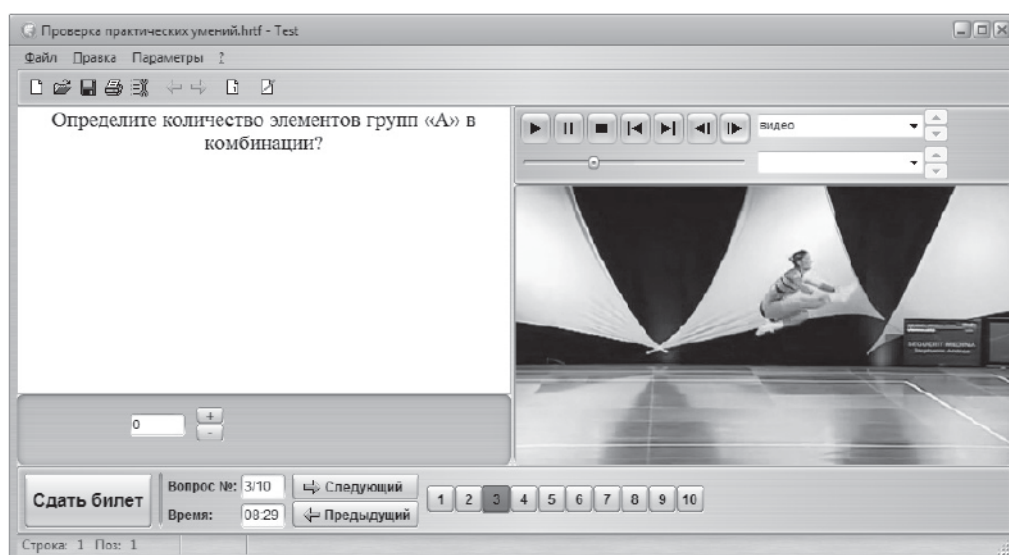 Проверка практических умений.hrtf - Test
Файл Правка Параметры ?
Определите количество элементов групп «А» в
комбинации?
видео
0
+
-
Сдать билет
Вопрос №: 3/10
Следующий
Время: 08:29
Предыдущий
1 2 3 4 5 6 7 8 9 10
Строка: 1 Поз: 1